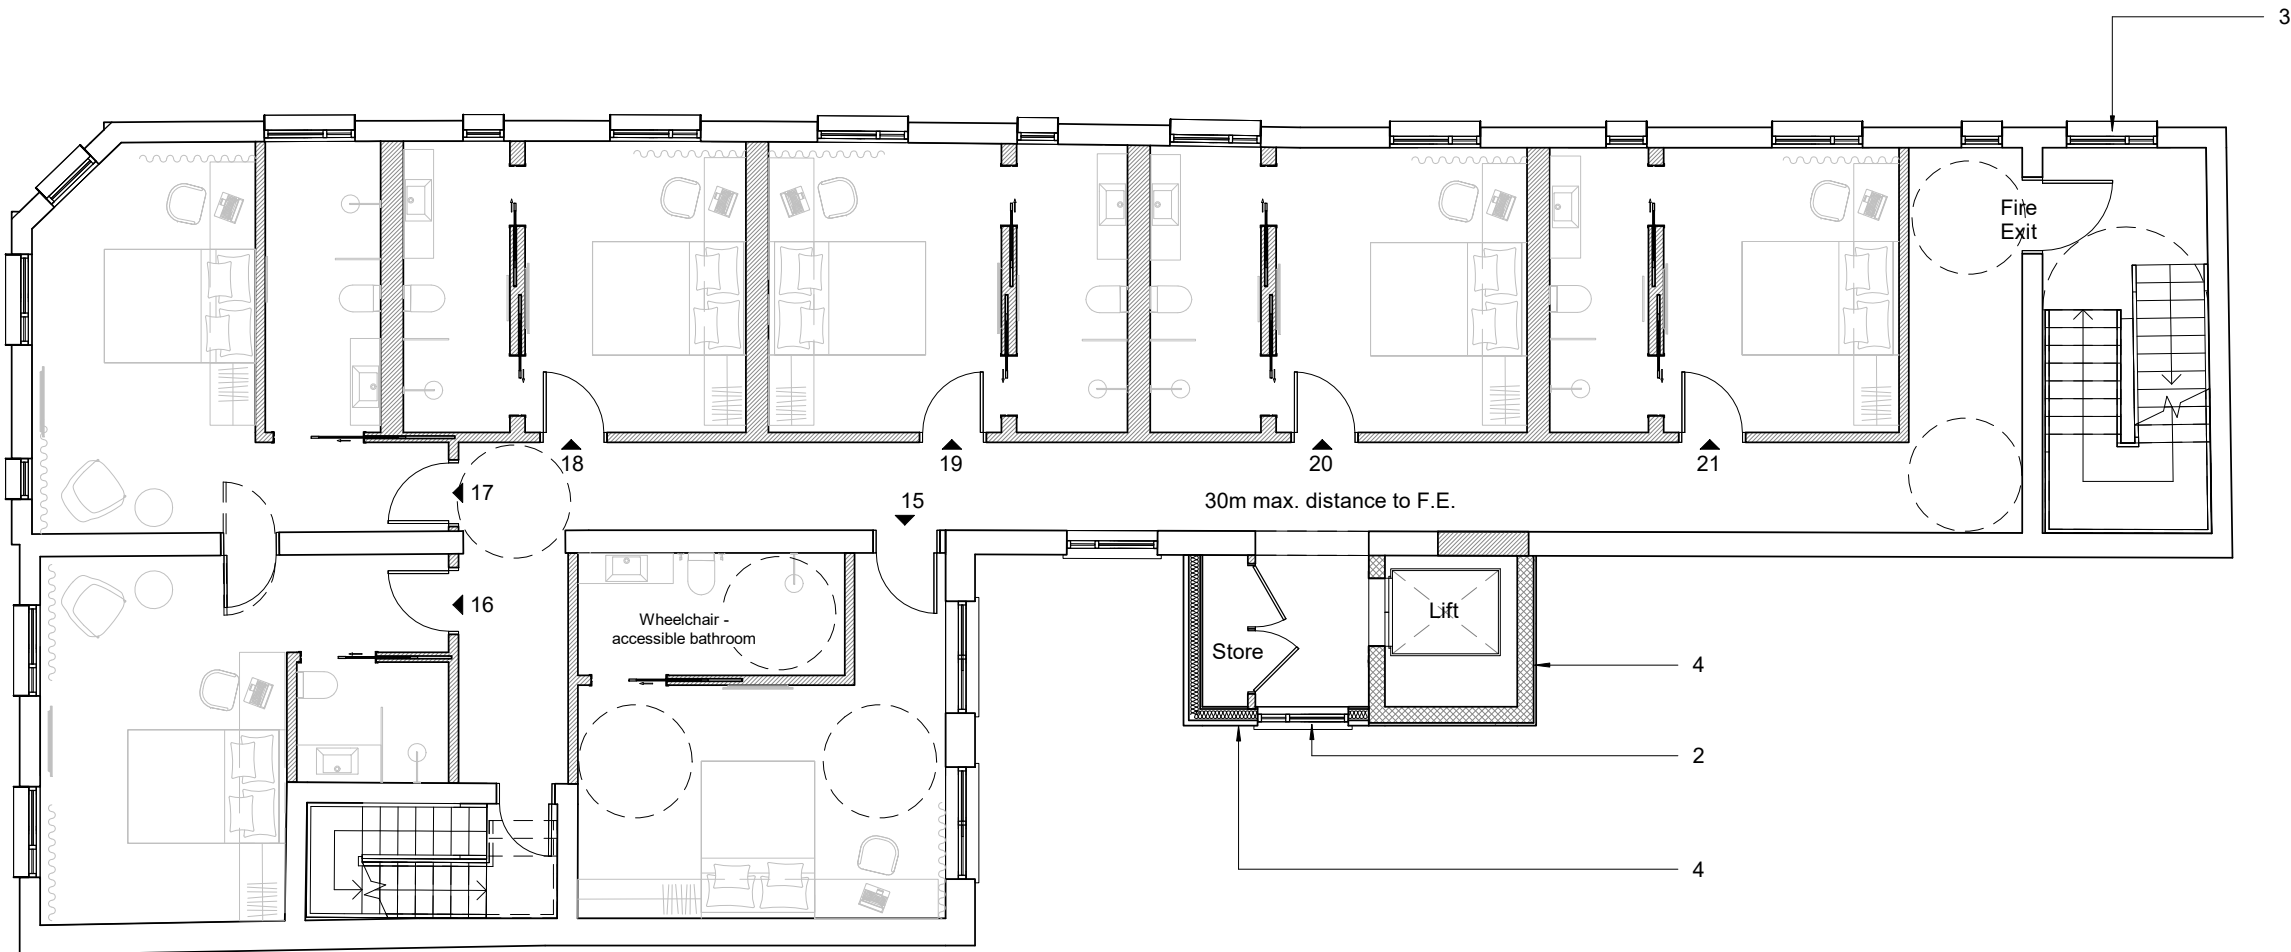 3
Fire
Exit
18
19
20
21
17
15
30m max. distance to F.E.
16
Wheelchair -
accessible bathroom
Lift
Store
4
2
4